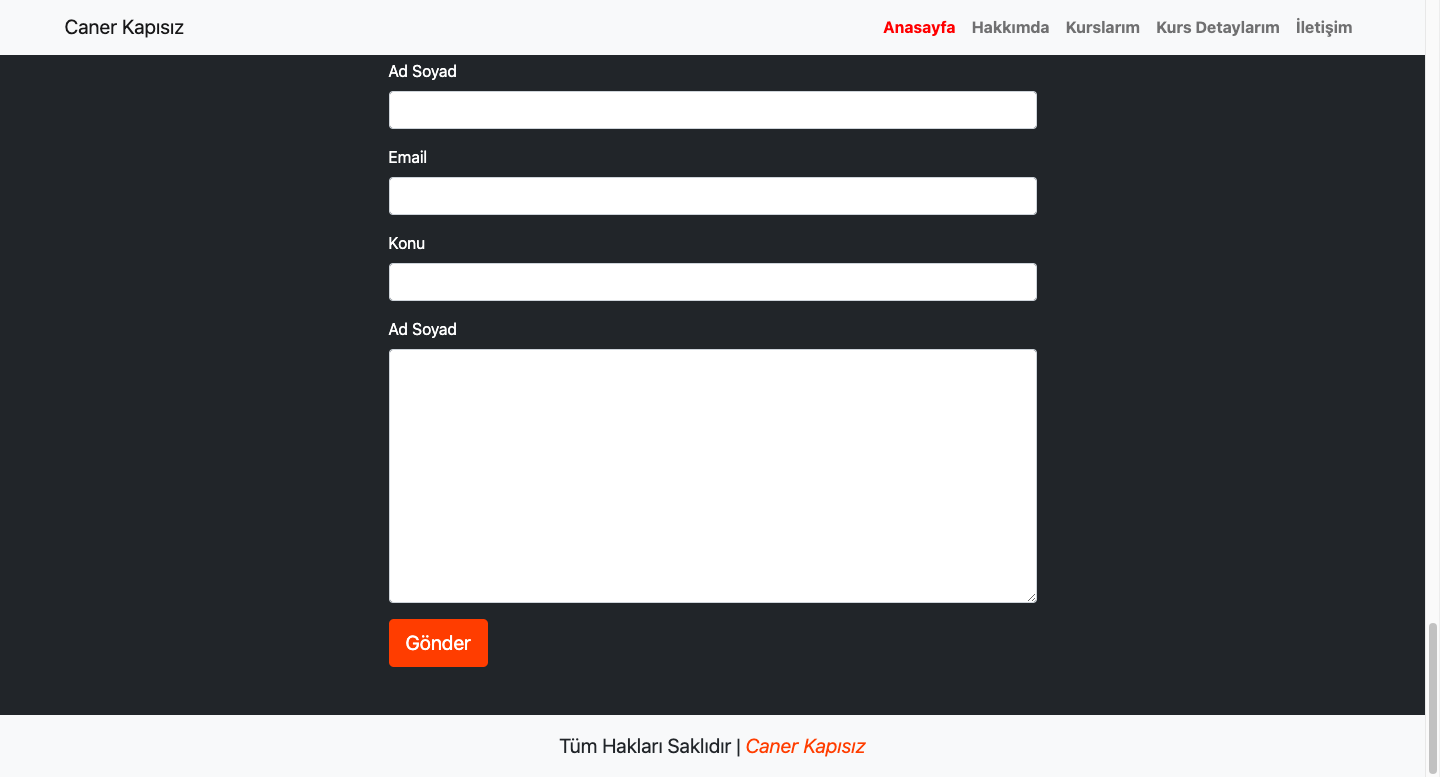 Caner Kapısız
Anasayfa Hakkımda Kurslarım Kurs Detaylarım İletişim
Ad Soyad
Email
Konu
Ad Soyad
Gönder
Tüm Hakları Saklıdır | Caner Kapısız